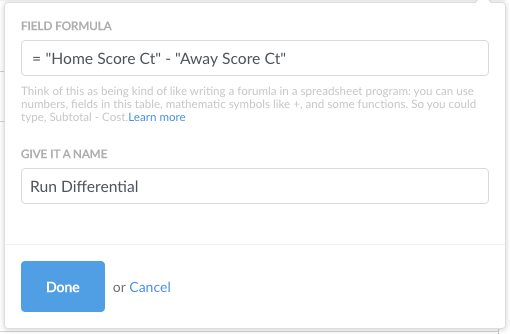 FIELD FORMULA
= "Home Score Ct" - "Away Score Ct"
Think of this as being kind of like writing a forumla in a spreadsheet program: you can use
numbers, fields in this table, mathematic symbols like +, and some functions. So you could
type, Subtotal - Cost.Learn more
GIVE IT A NAME
Run Differential
Done or Cancel